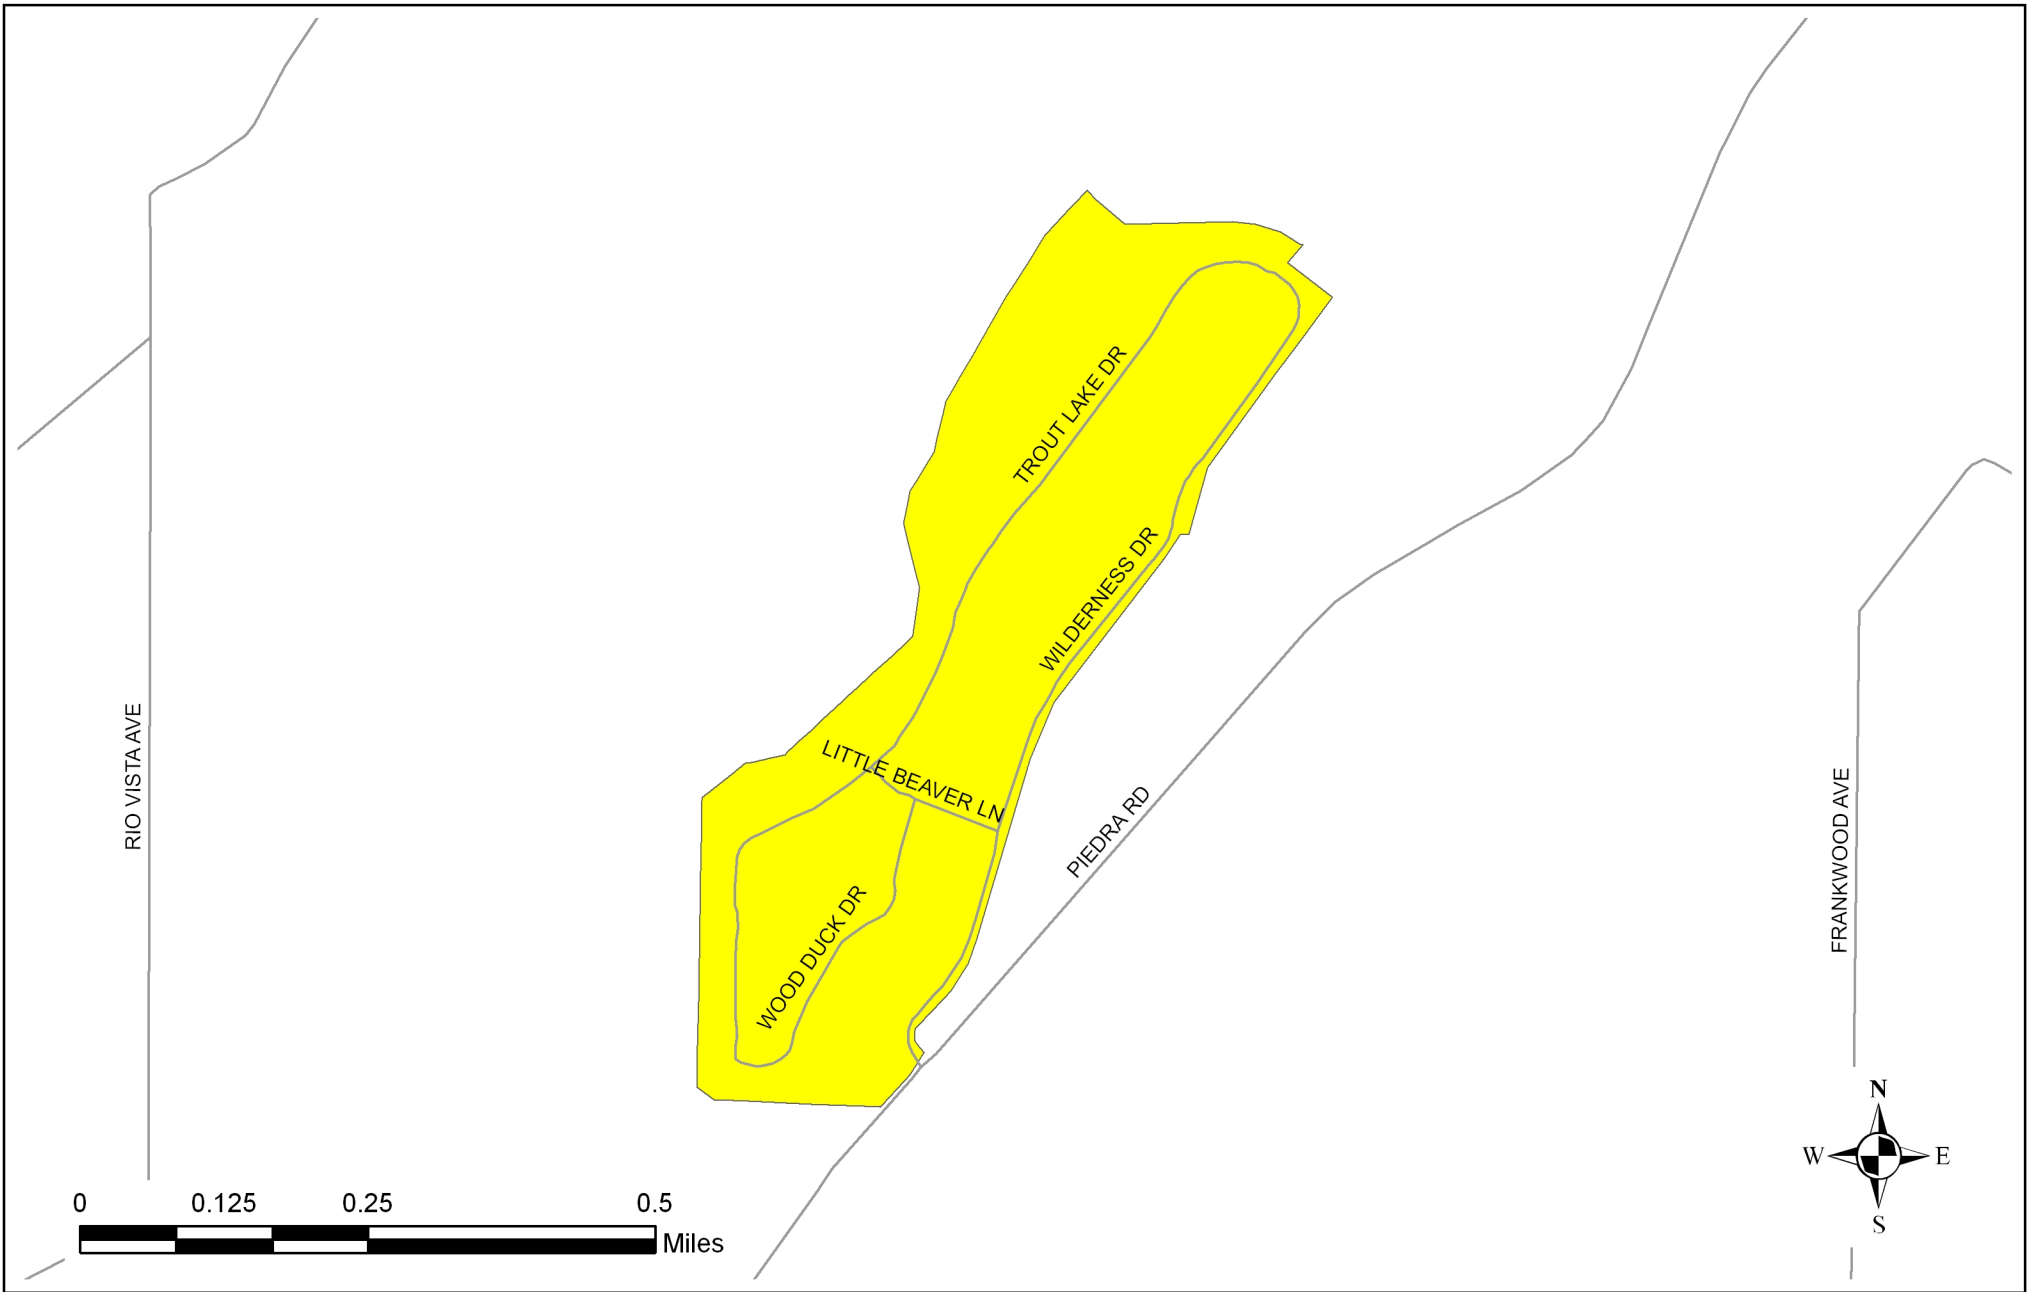 TROUT LAKE DR
WILDERNESS DR
RIO VISTA AVE
LITTLE BEAVER LN
PIEDRA RD
FRANKWOOD AVE
WOOD DUCK DR
N
W
E
S
0 0.125 0.25 0.5
Miles